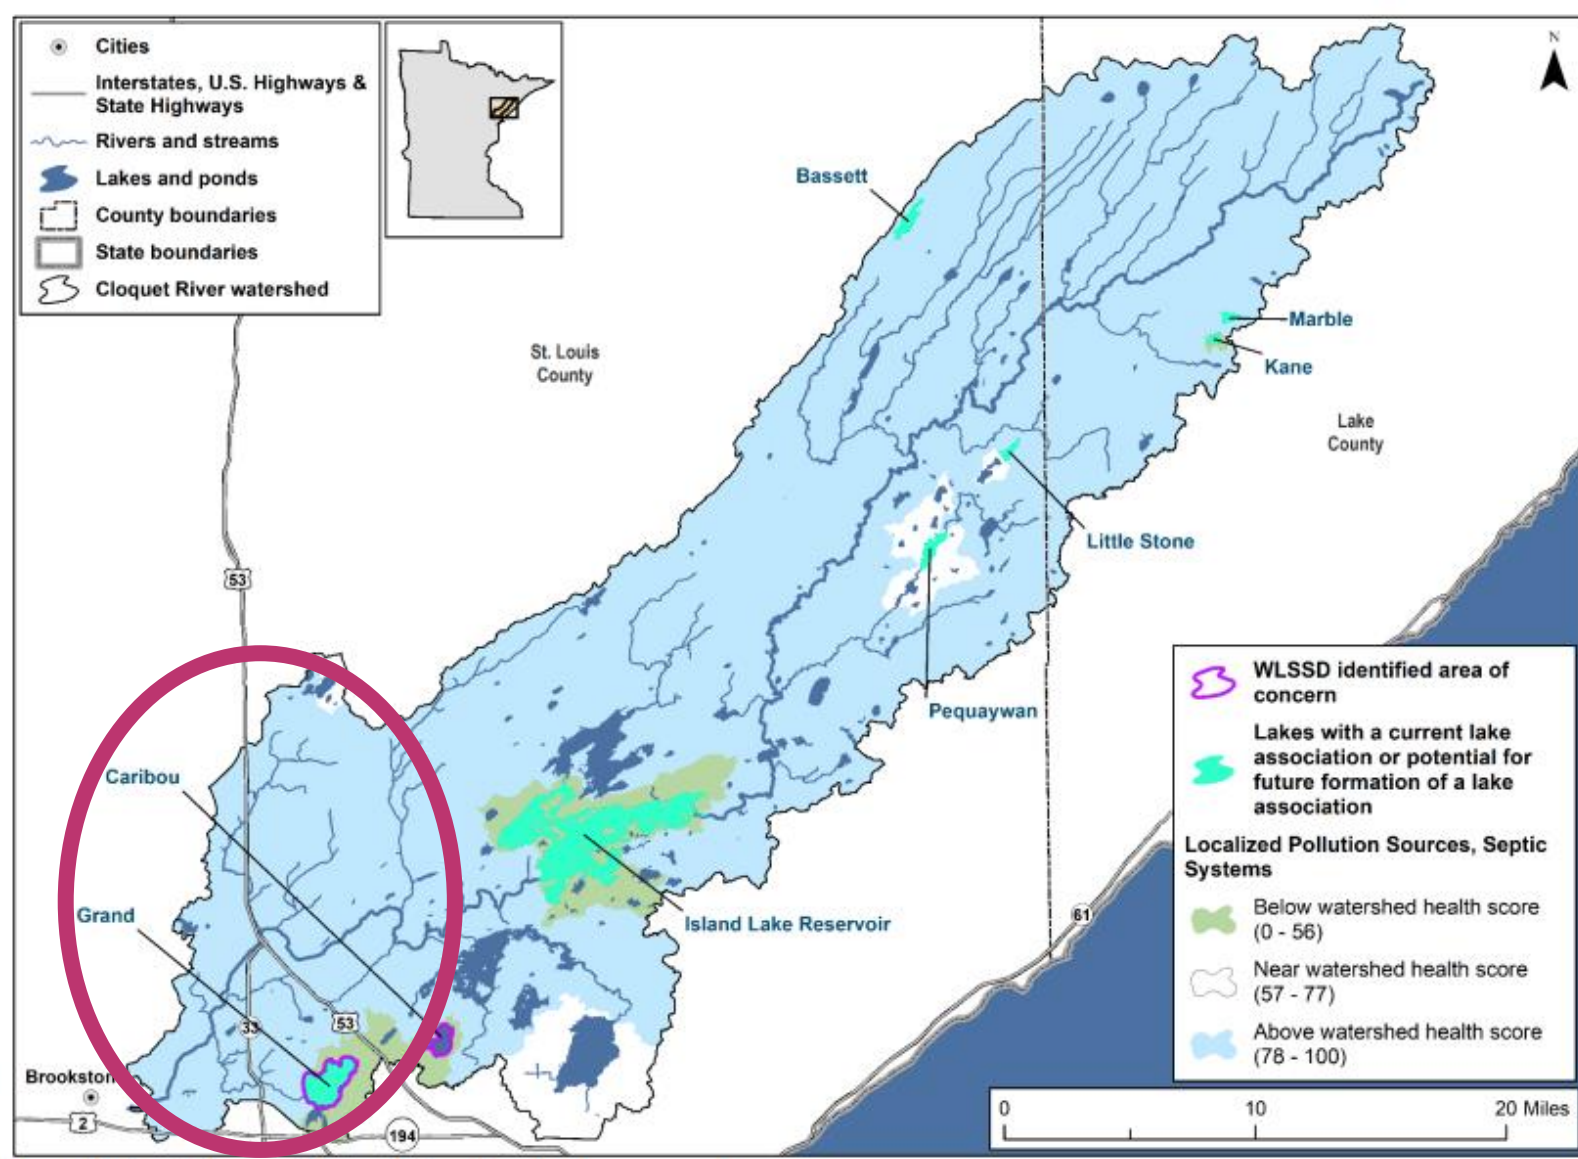 Cities
Interstates, U.S. Highways &
State Highways
Rivers and streams
Lakes and ponds
County boundaries
State boundaries
Cloquet River watershed
N
Bassett
Marble
Kane
St. Louis
County
Lake
County
Little Stone
53
Pequaywan
Caribou
Grand
Island Lake Reservoir
61
33
53
Brookston
2
194
WLSSD identified area of
concern
Lakes with a current lake
association or potential for
future formation of a lake
association
Localized Pollution Sources, Septic
Systems
Below watershed health score
(0 - 56)
Near watershed health score
(57 - 77)
Above watershed health score
(78 - 100)
0 10 20 Miles